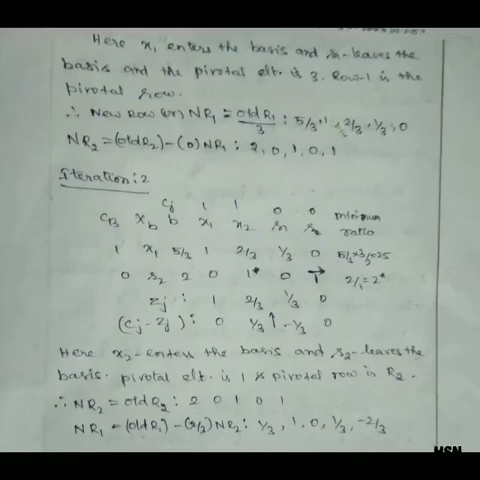 Here x₁ enters the basis and s₁ leaves the
basis and the pivotal elt. is 3. Row-1 is the
pivotal row.
∴ New Row (or) NR₁ = old R₁/3 : 5/3, 1, 2/3, 1/3, 0
NR₂ = (old R₂) - (0) NR₁ : 2, 0, 1, 0, 1
Iteration: 2
Cj 1 1 0 0 minimum
CB Xb b x₁ x₂ s₁ s₂ ratio
1 x₁ 5/3 1 2/3 1/3 0
0 s₂ 2 0 1* 0 1 → 2/1 = 2*
Zj : 1 2/3 1/3 0
(Cj - Zj) : 0 1/3 ↑ -1/3 0
Here x₂ enters the basis and s₂ leaves the
basis. pivotal elt. is 1 & pivotal row is R₂.
∴ NR₂ = old R₂ : 2 0 1 0 1
NR₁ = (old R₁) - (2/3) NR₂ : 1/3, 1, 0, 1/3, -2/3
HSN